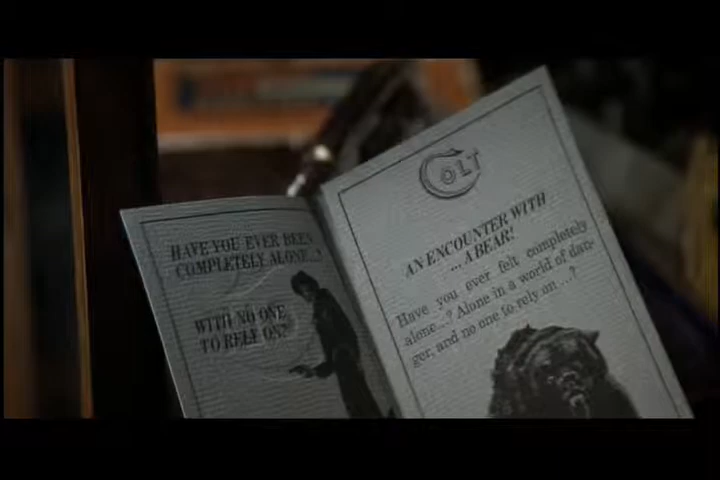 HAVE YOU EVER BEEN
COMPLETELY ALONE...?
WITH NO ONE
TO RELY ON?
COLT
AN ENCOUNTER WITH
... A BEAR!
Have you ever felt completely
alone...? Alone in a world of dan-
ger, and no one to rely on ...?